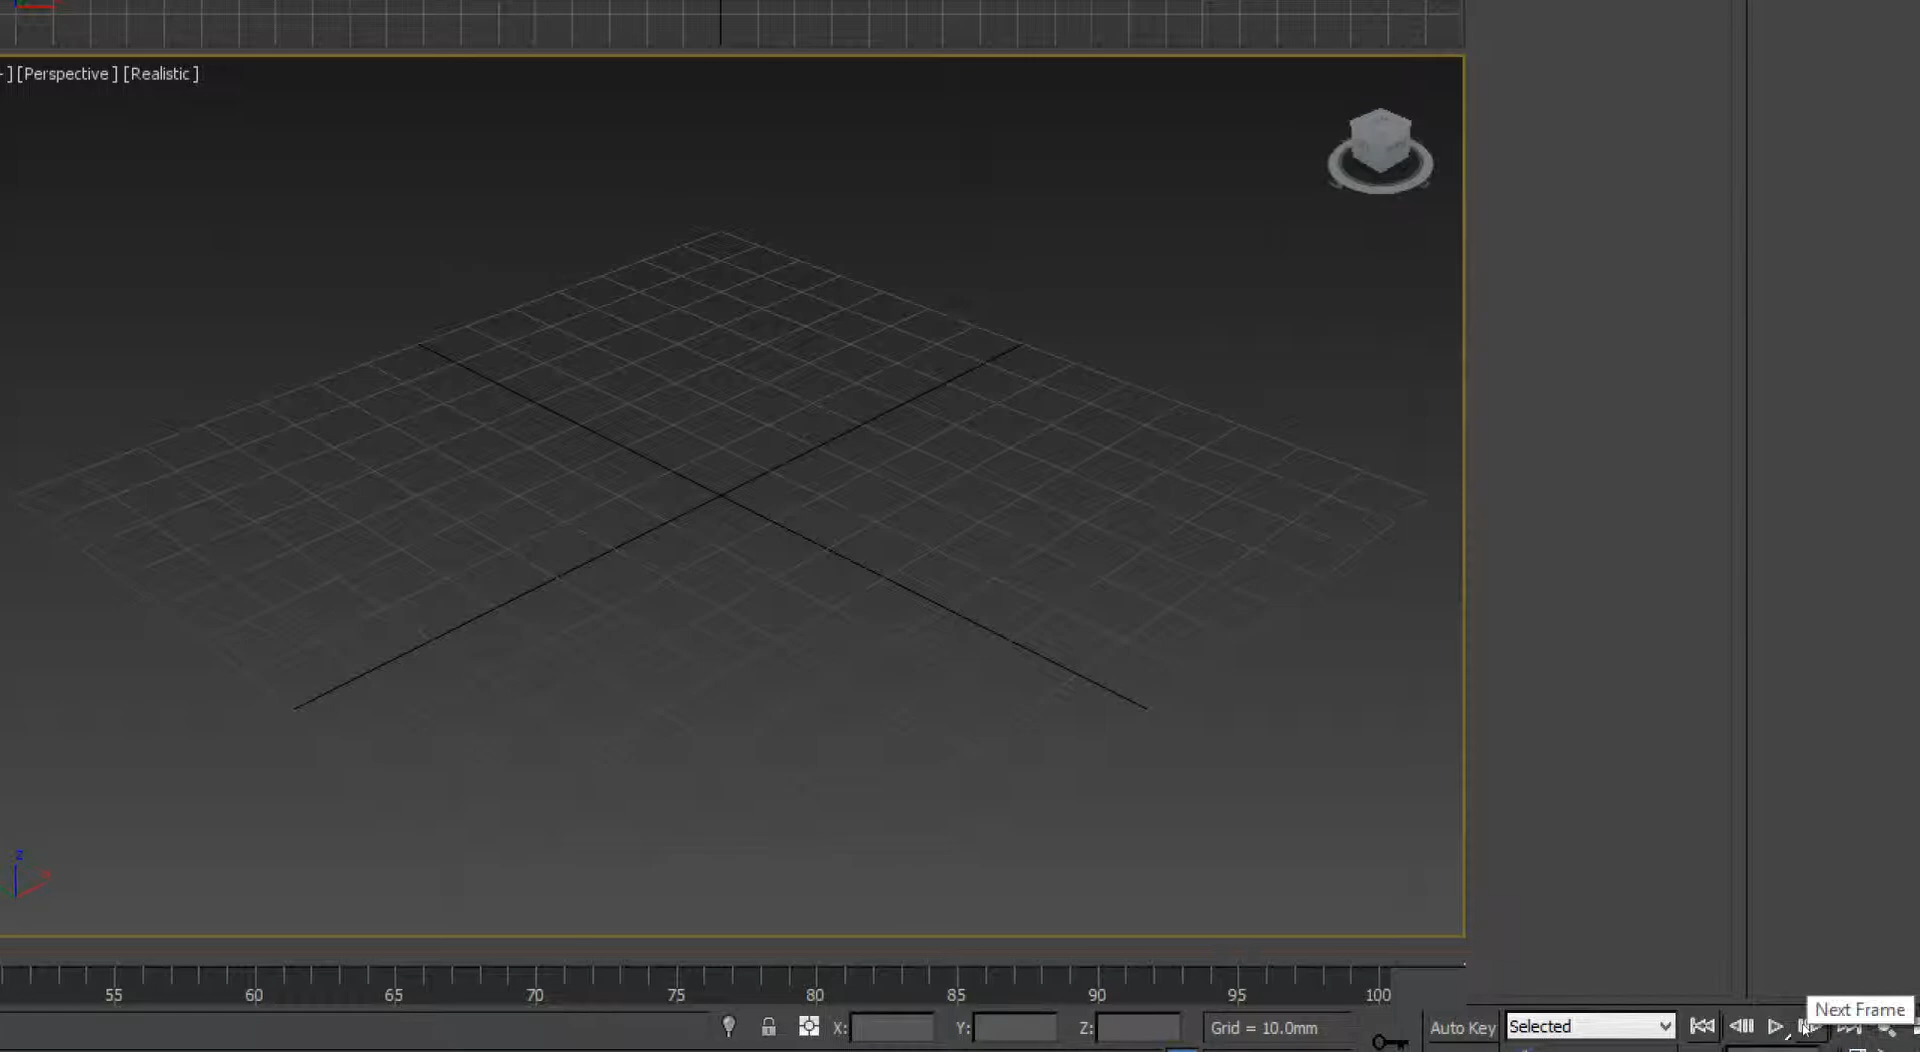 ] [Perspective ] [Realistic ]
z
x
55 60 65 70 75 80 85 90 95 100
Next Frame
X: Y: Z: Grid = 10.0mm Auto Key Selected